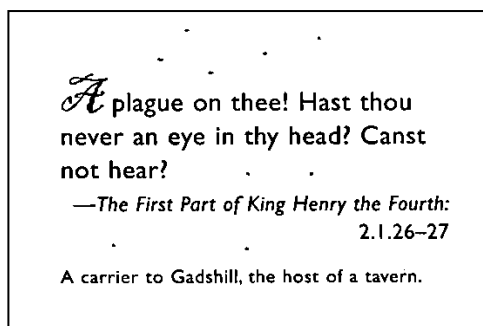 A plague on thee! Hast thou
never an eye in thy head? Canst
not hear?
—The First Part of King Henry the Fourth:
2.1.26–27
A carrier to Gadshill, the host of a tavern.